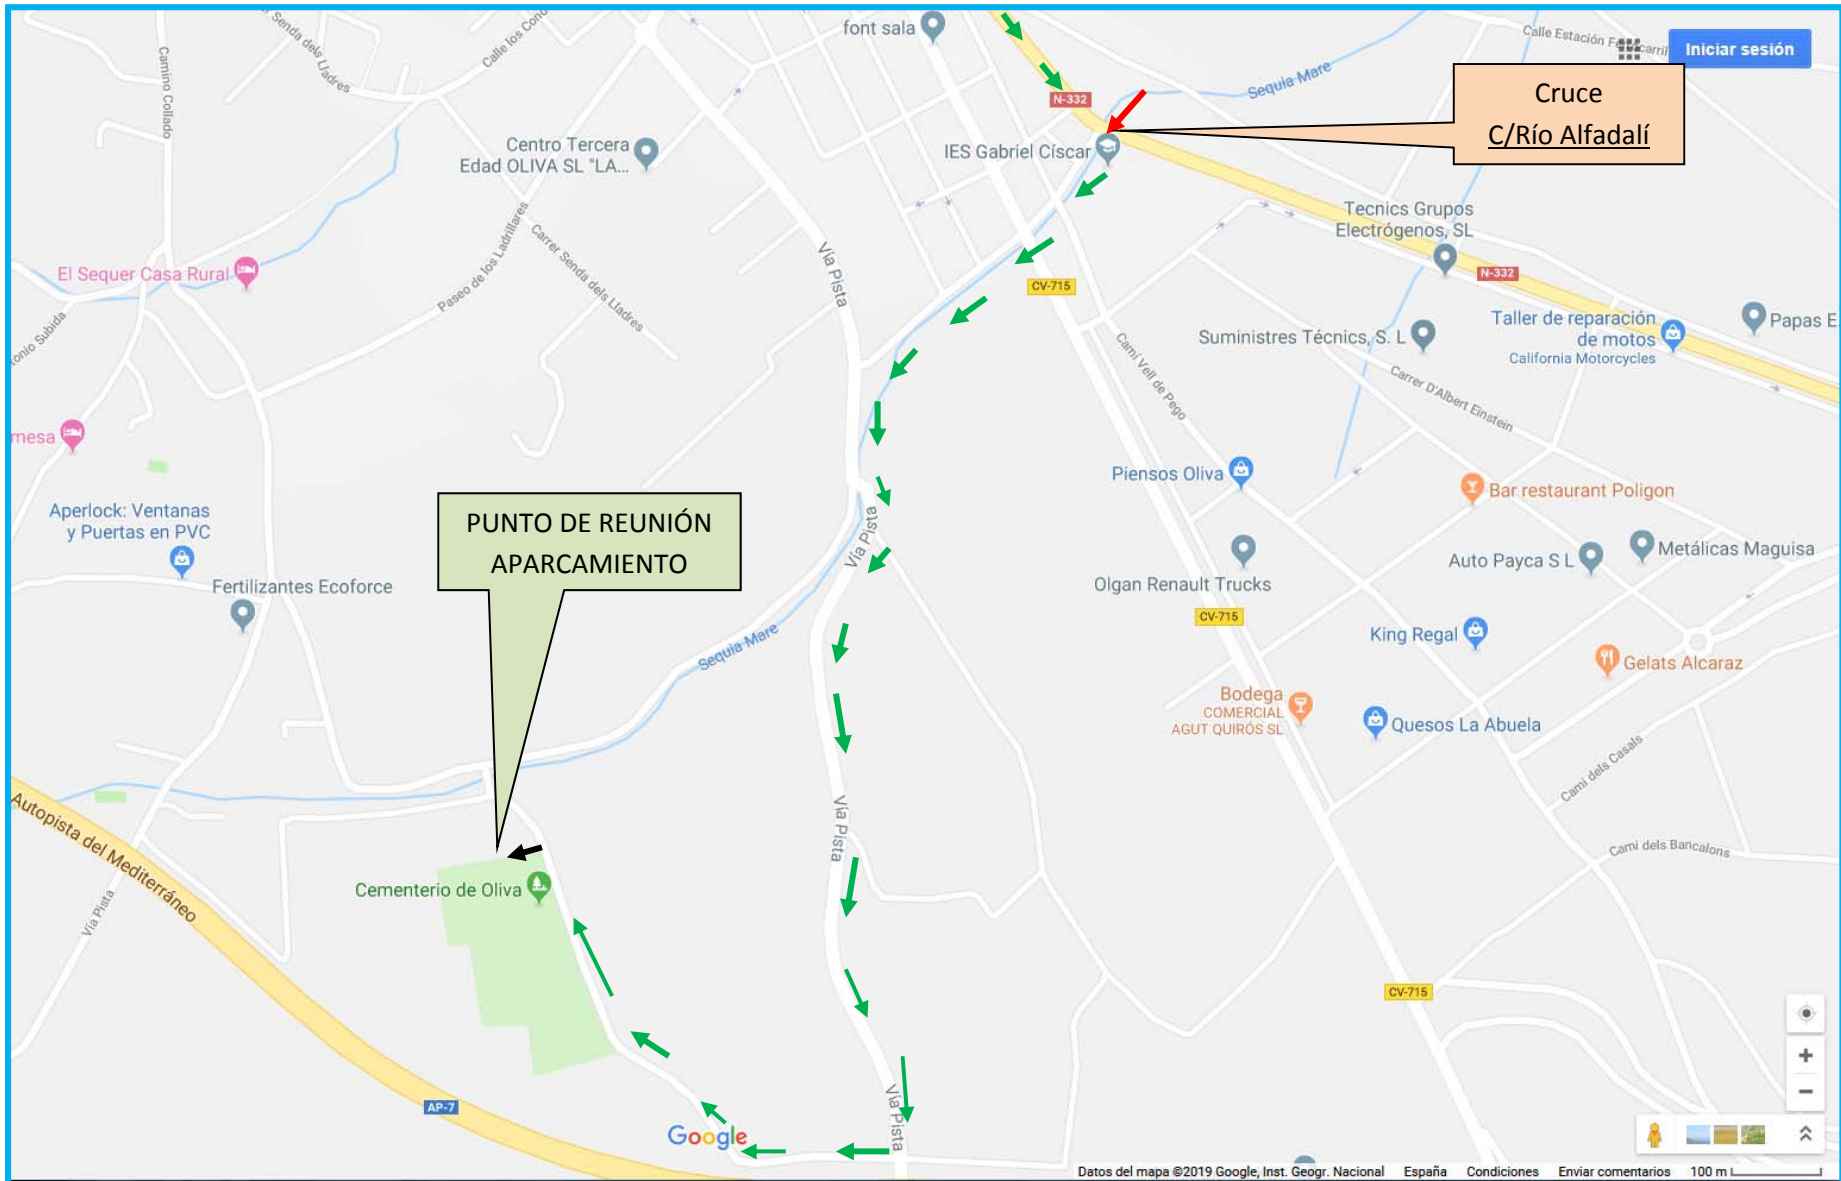 font sala
Calle Estación Fe
carril
Iniciar sesión
Senda dels Lladres
Calle los Cond
Camino Collado
Sequia Mare
N-332
Cruce
C/Río Alfadalí
Centro Tercera
Edad OLIVA SL "LA...
IES Gabriel Císcar
Tecnics Grupos
Electrógenos, SL
N-332
El Sequer Casa Rural
Paseo de los Ladrillares
Carrer Senda dels Lladres
Vía Pista
CV-715
onio Subida
Suministres Técnics, S. L
Taller de reparación
de motos
California Motorcycles
Papas E
Camí Vell de Pego
Carrer D'Albert Einstein
mesa
Piensos Oliva
Bar restaurant Poligon
Aperlock: Ventanas
y Puertas en PVC
PUNTO DE REUNIÓN
APARCAMIENTO
Vía Pista
Auto Payca S L
Metálicas Maguisa
Fertilizantes Ecoforce
Olgan Renault Trucks
CV-715
King Regal
Sequia Mare
Gelats Alcaraz
Bodega
COMERCIAL
AGUT QUIRÓS SL
Quesos La Abuela
Cami dels Casals
Autopista del Mediterráneo
Vía Pista
Cami dels Bancalons
Cementerio de Oliva
Vía Pista
CV-715
AP-7
Vía Pista
Google
Datos del mapa ©2019 Google, Inst. Geogr. Nacional España Condiciones Enviar comentarios 100 m